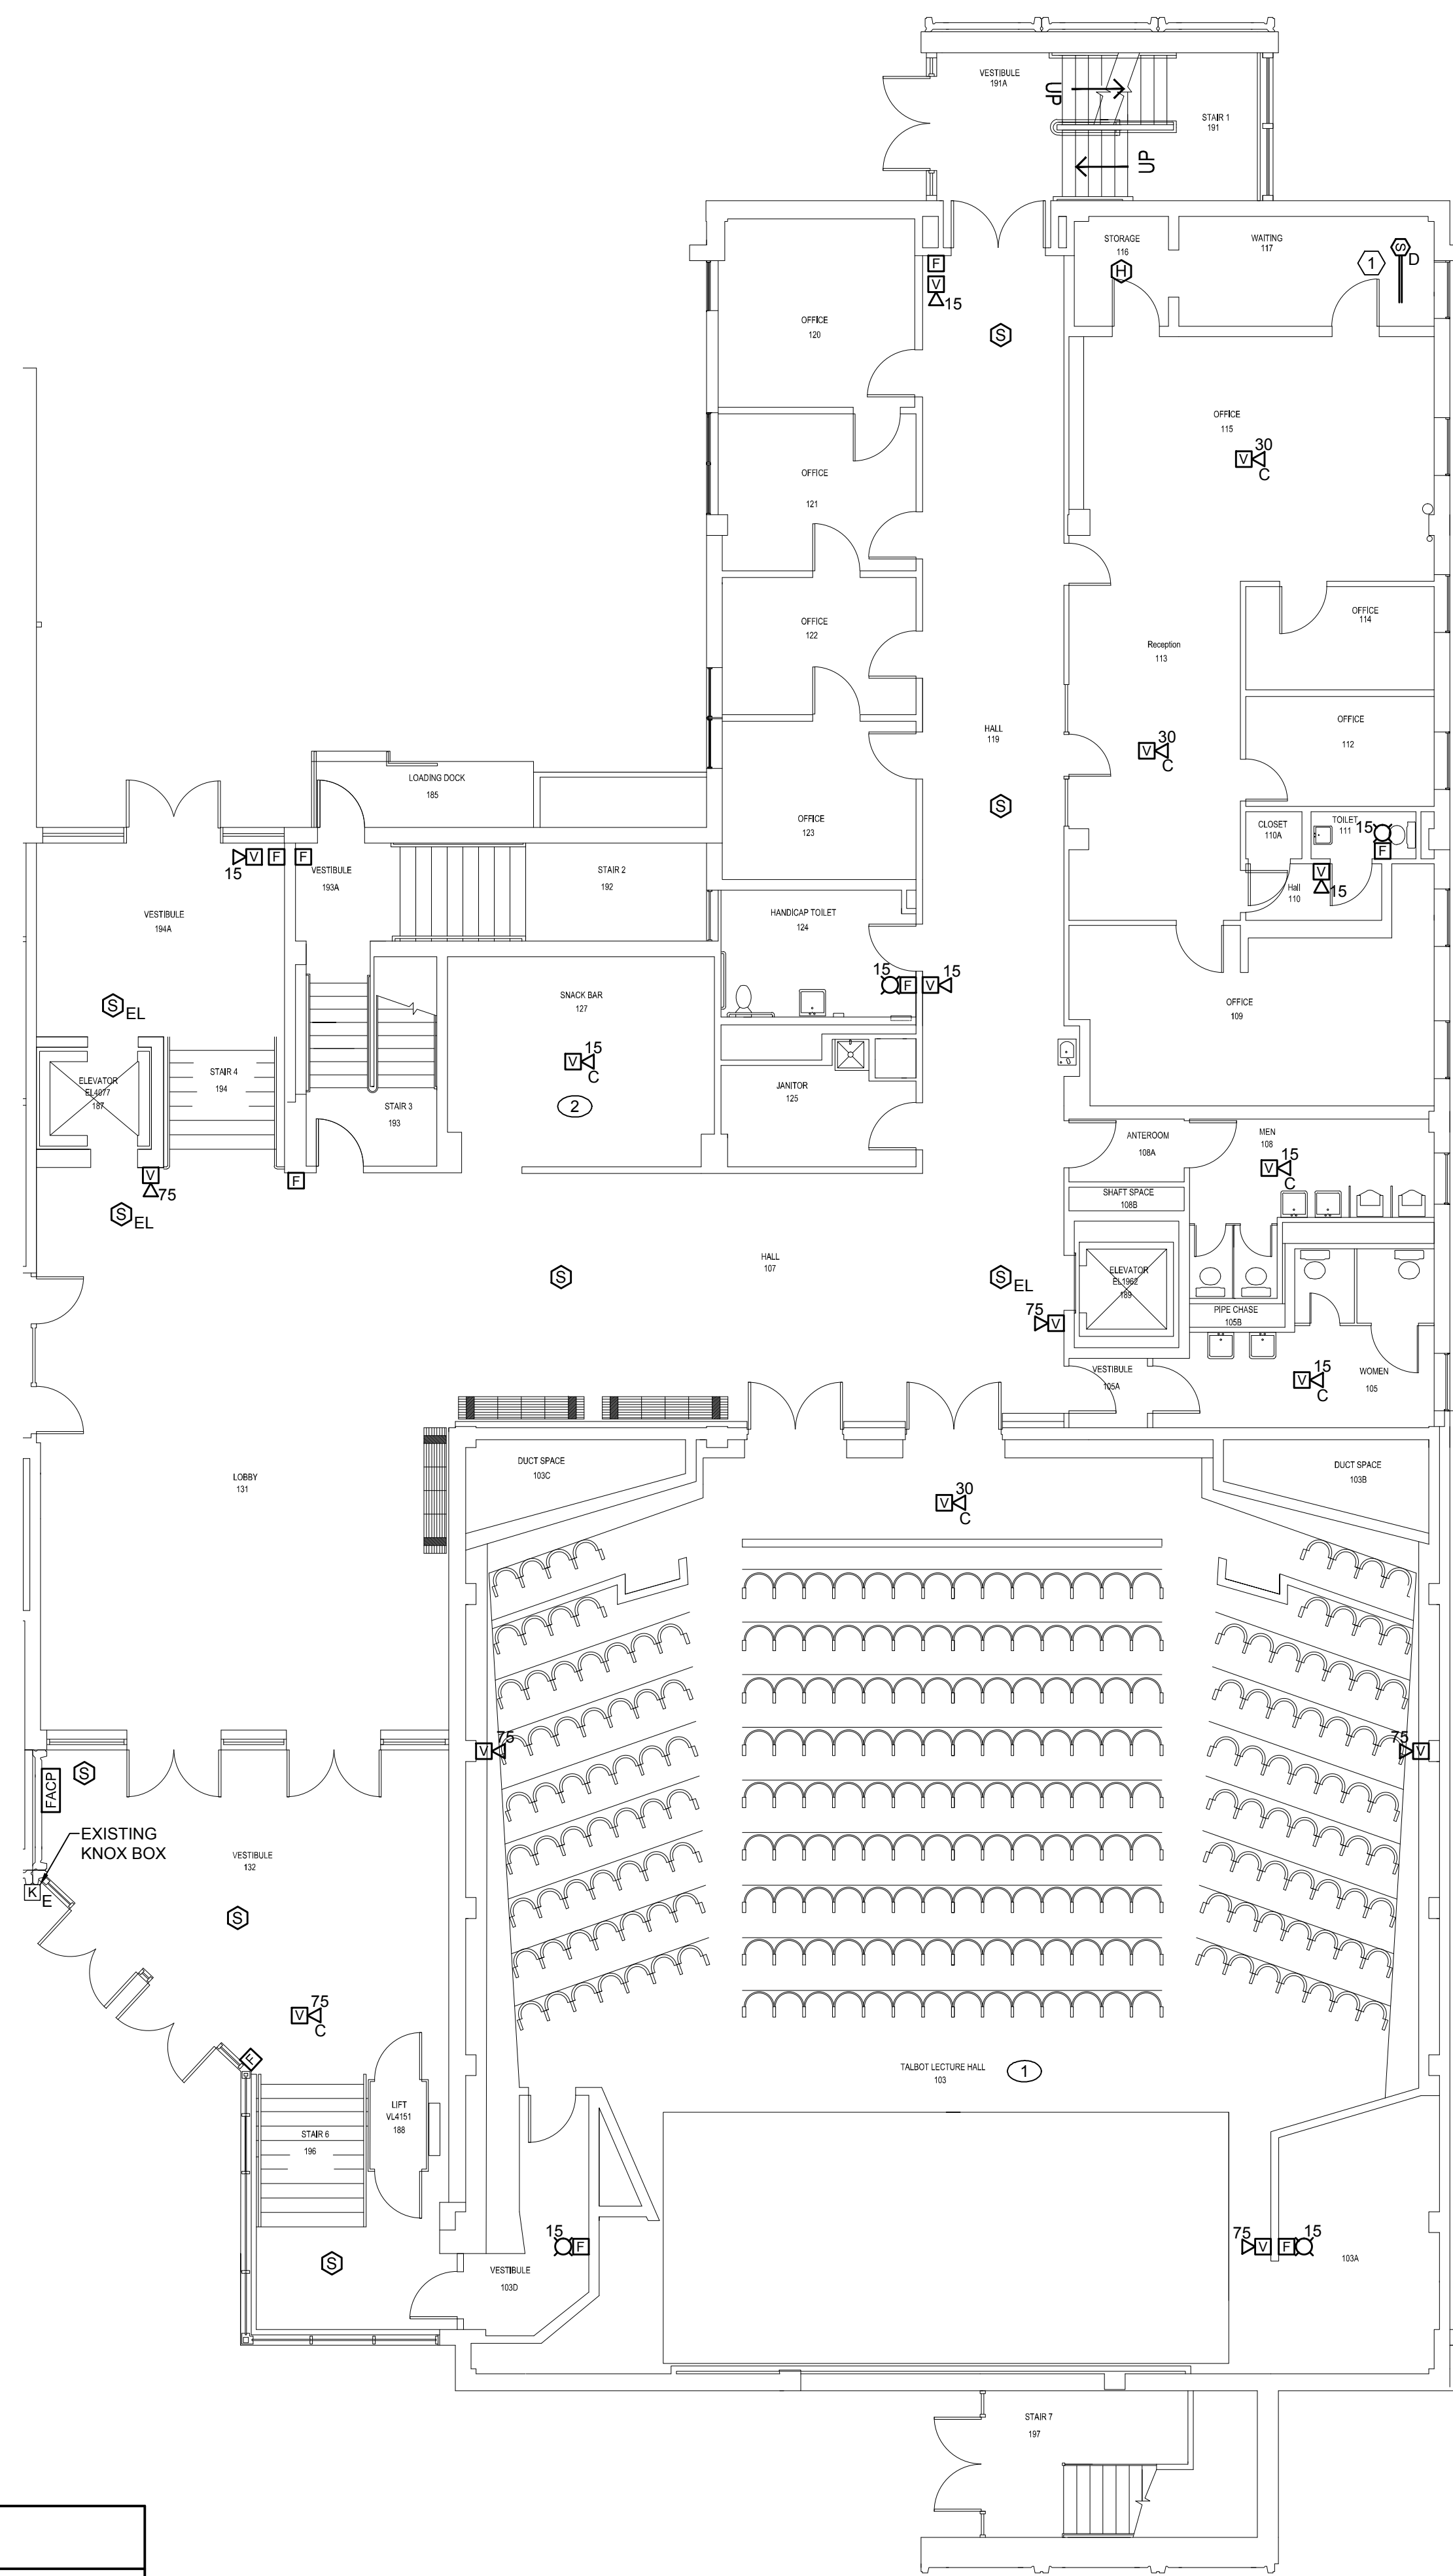 VESTIBULE
191A
UP
STAIR 1
191
UP
STORAGE
116
WAITING
117
H
1
S
D
F
V
15
S
OFFICE
120
OFFICE
115
30
V
C
OFFICE
121
OFFICE
114
OFFICE
122
Reception
113
HALL
119
OFFICE
112
30
V
C
LOADING DOCK
185
S
OFFICE
123
CLOSET
110A
TOILET
111
15
F
V
15
Hall
110
V
F
F
15
VESTIBULE
193A
STAIR 2
192
VESTIBULE
194A
HANDICAP TOILET
124
15
F
V
15
SNACK BAR
127
OFFICE
109
S
EL
15
V
C
STAIR 4
194
ELEVATOR
EL4077
187
JANITOR
125
STAIR 3
193
2
ANTEROOM
108A
MEN
108
15
V
C
V
75
F
SHAFT SPACE
108B
S
EL
HALL
107
S
S
EL
ELEVATOR
EL1962
189
75
V
PIPE CHASE
105B
VESTIBULE
105A
15
V
C
WOMEN
105
DUCT SPACE
103C
DUCT SPACE
103B
LOBBY
131
30
V
C
75
V
75
V
S
FACP
EXISTING
KNOX BOX
K
E
VESTIBULE
132
S
75
V
C
F
TALBOT LECTURE HALL
103
1
LIFT
VL4151
188
STAIR 6
196
15
F
75
V
F
15
103A
S
VESTIBULE
103D
STAIR 7
197